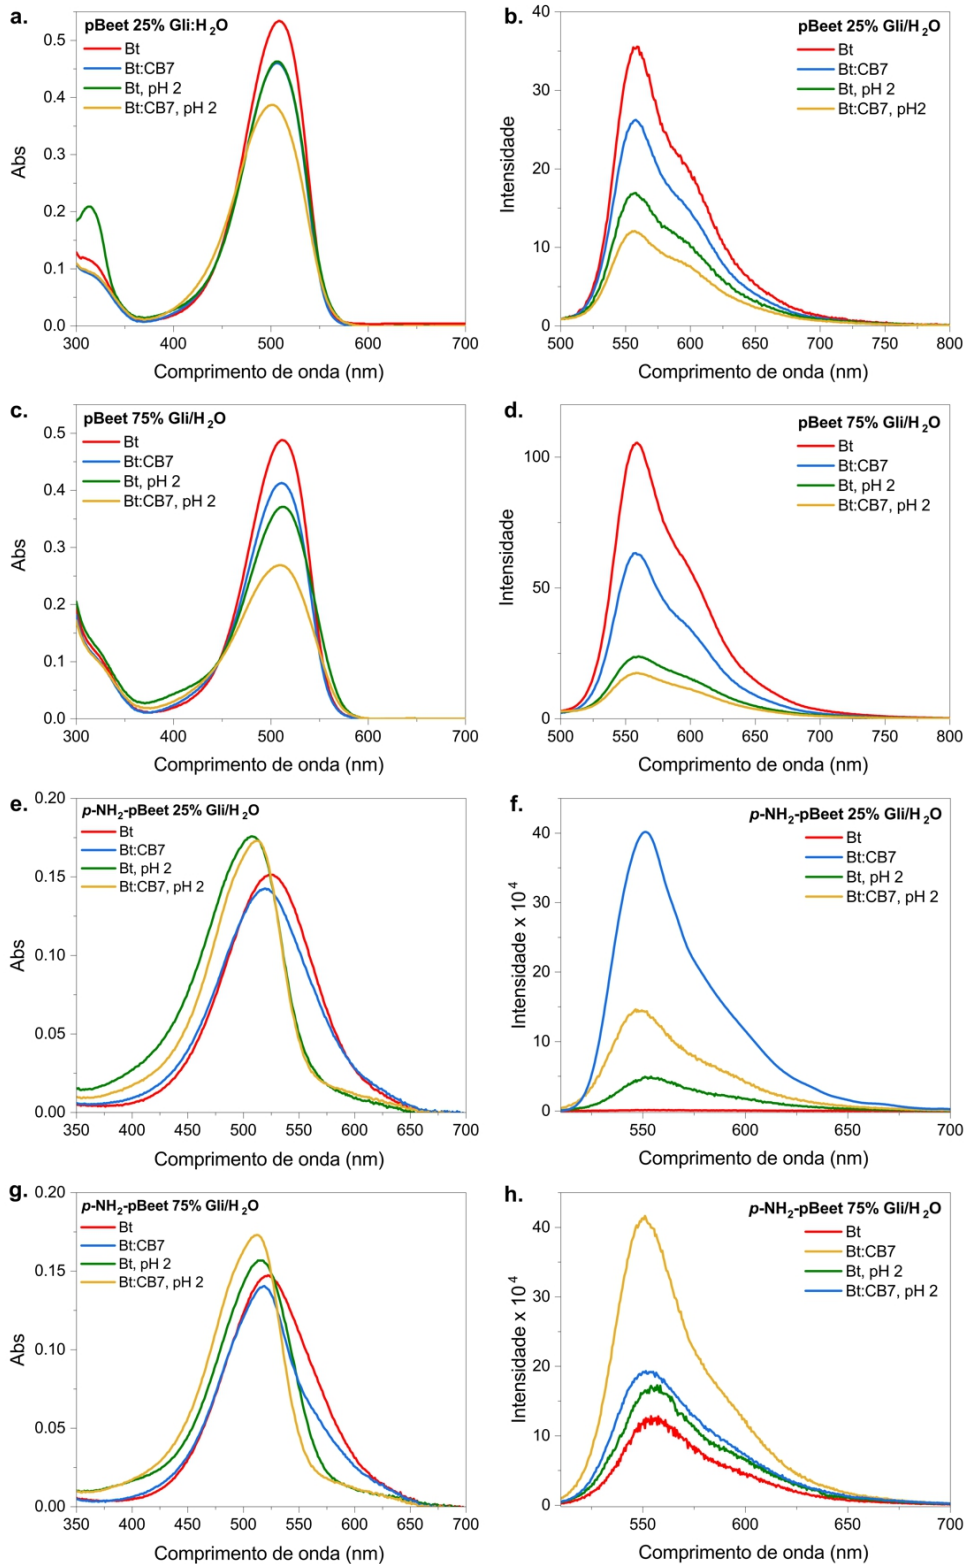 a.
pBeet 25% Gli:H₂O
Bt
Bt:CB7
Bt, pH 2
Bt:CB7, pH 2
Abs
0.5
0.4
0.3
0.2
0.1
0.0
300 400 500 600 700
Comprimento de onda (nm)
b.
pBeet 25% Gli/H₂O
Bt
Bt:CB7
Bt, pH 2
Bt:CB7, pH2
Intensidade
40
30
20
10
0
500 550 600 650 700 750 800
Comprimento de onda (nm)
c.
pBeet 75% Gli/H₂O
Bt
Bt:CB7
Bt, pH 2
Bt:CB7, pH 2
Abs
0.5
0.4
0.3
0.2
0.1
0.0
300 400 500 600 700
Comprimento de onda (nm)
d.
pBeet 75% Gli/H₂O
Bt
Bt:CB7
Bt, pH 2
Bt:CB7, pH 2
Intensidade
100
50
0
500 550 600 650 700 750 800
Comprimento de onda (nm)
e.
p-NH₂-pBeet 25% Gli/H₂O
Bt
Bt:CB7
Bt, pH 2
Bt:CB7, pH 2
Abs
0.20
0.15
0.10
0.05
0.00
350 400 450 500 550 600 650 700
Comprimento de onda (nm)
f.
p-NH₂-pBeet 25% Gli/H₂O
Bt
Bt:CB7
Bt, pH 2
Bt:CB7, pH 2
Intensidade x 10⁴
40
30
20
10
0
550 600 650 700
Comprimento de onda (nm)
g.
p-NH₂-pBeet 75% Gli/H₂O
Bt
Bt:CB7
Bt, pH 2
Bt:CB7, pH 2
Abs
0.20
0.15
0.10
0.05
0.00
350 400 450 500 550 600 650 700
Comprimento de onda (nm)
h.
p-NH₂-pBeet 75% Gli/H₂O
Bt
Bt:CB7
Bt, pH 2
Bt:CB7, pH 2
Intensidade x 10⁴
40
30
20
10
0
550 600 650 700
Comprimento de onda (nm)